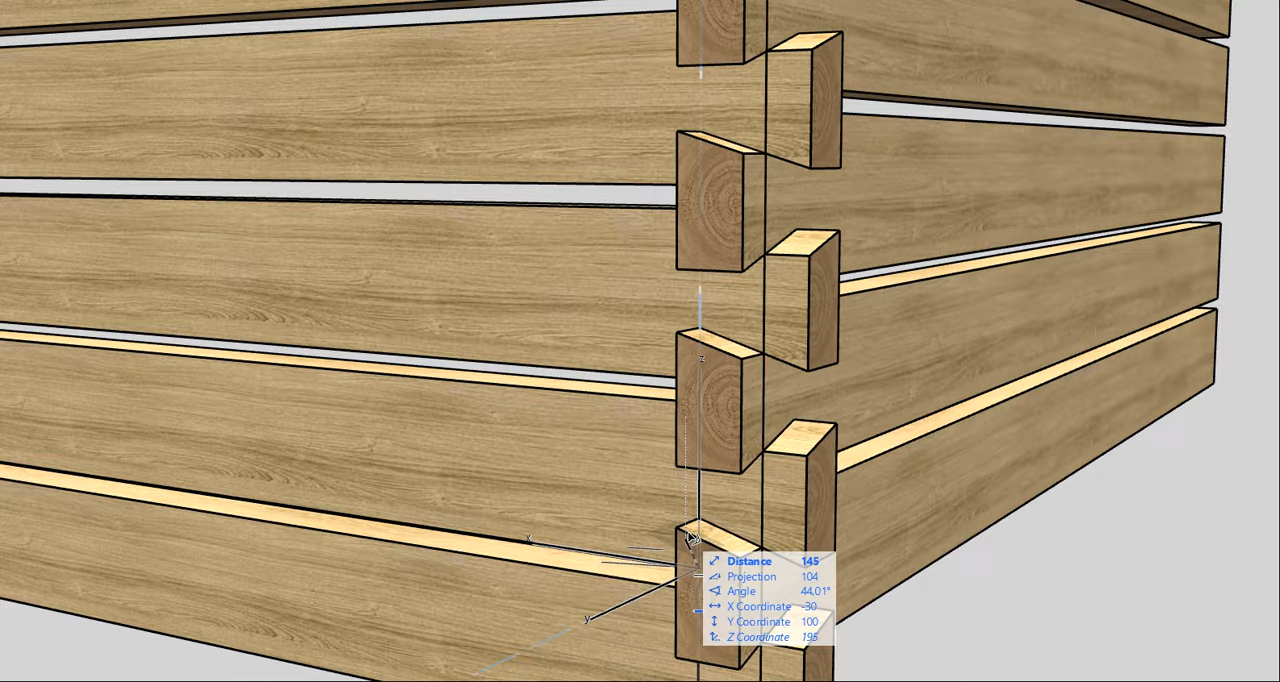 z
x
y
Distance 145
Projection 104
Angle 44,01°
X Coordinate -30
Y Coordinate 100
Z Coordinate 195